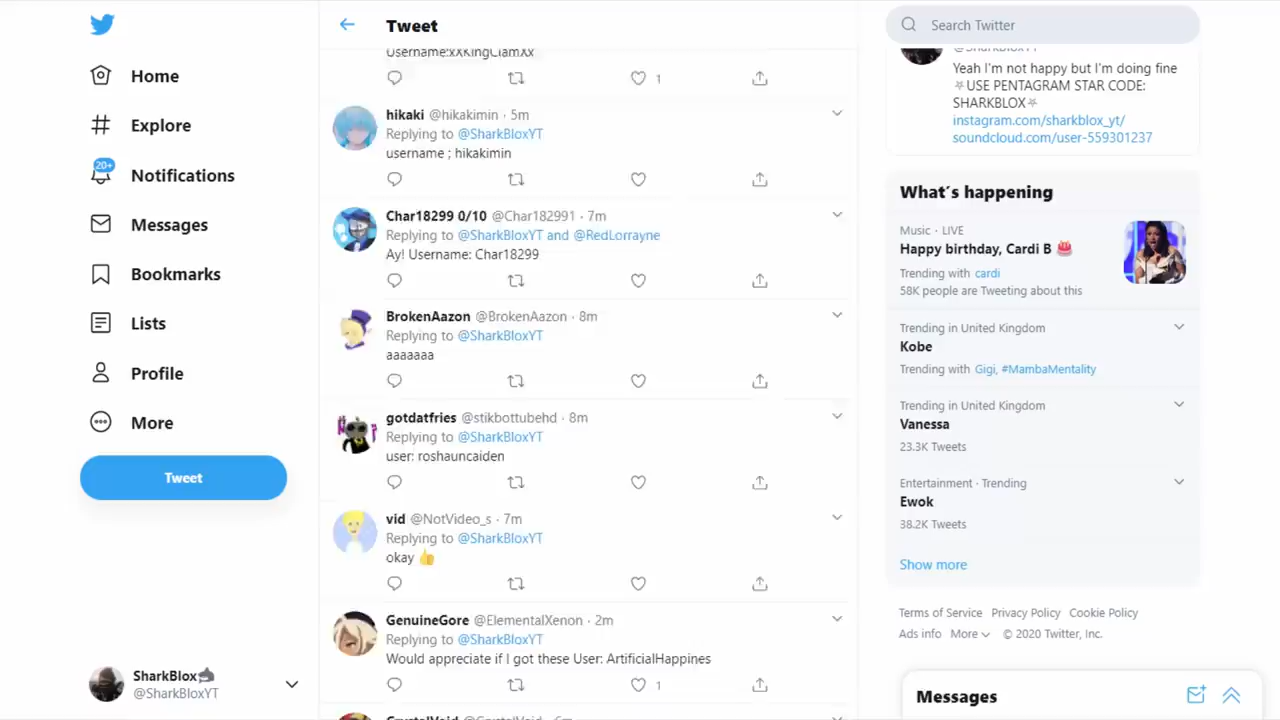 Home
Explore
20+
Notifications
Messages
Bookmarks
Lists
Profile
More
Tweet
SharkBlox🦈
@SharkBloxYT
Tweet
Username:xXKingClamXx
1
hikaki @hikakimin · 5m
Replying to @SharkBloxYT
username ; hikakimin
Char18299 0/10 @Char182991 · 7m
Replying to @SharkBloxYT and @RedLorrayne
Ay! Username: Char18299
BrokenAazon @BrokenAazon · 8m
Replying to @SharkBloxYT
aaaaaaa
gotdatfries @stikbottubehd · 8m
Replying to @SharkBloxYT
user: roshauncaiden
vid @NotVideo_s · 7m
Replying to @SharkBloxYT
okay 👍
GenuineGore @ElementalXenon · 2m
Replying to @SharkBloxYT
Would appreciate if I got these User: ArtificialHappines
1
CrystalVoid @CrystalVoid · 6m
Search Twitter
@SharkBloxYT
Yeah I'm not happy but I'm doing fine
⛧USE PENTAGRAM STAR CODE:
SHARKBLOX⛧
instagram.com/sharkblox_yt/
soundcloud.com/user-559301237
What's happening
Music · LIVE
Happy birthday, Cardi B 🎂
Trending with cardi
58K people are Tweeting about this
Trending in United Kingdom
Kobe
Trending with Gigi, #MambaMentality
Trending in United Kingdom
Vanessa
23.3K Tweets
Entertainment · Trending
Ewok
38.2K Tweets
Show more
Terms of Service Privacy Policy Cookie Policy
Ads info More © 2020 Twitter, Inc.
Messages